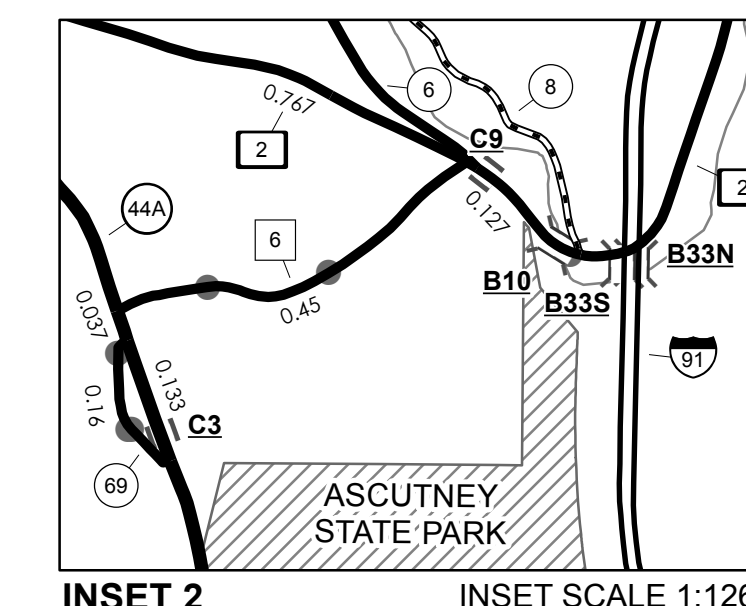 0.767
6
8
2
C9
44A
0.127
2
6
B33N
B10
B33S
0.45
0.037
91
0.133
0.16
C3
69
ASCUTNEY
STATE PARK
INSET 2
INSET SCALE 1:126